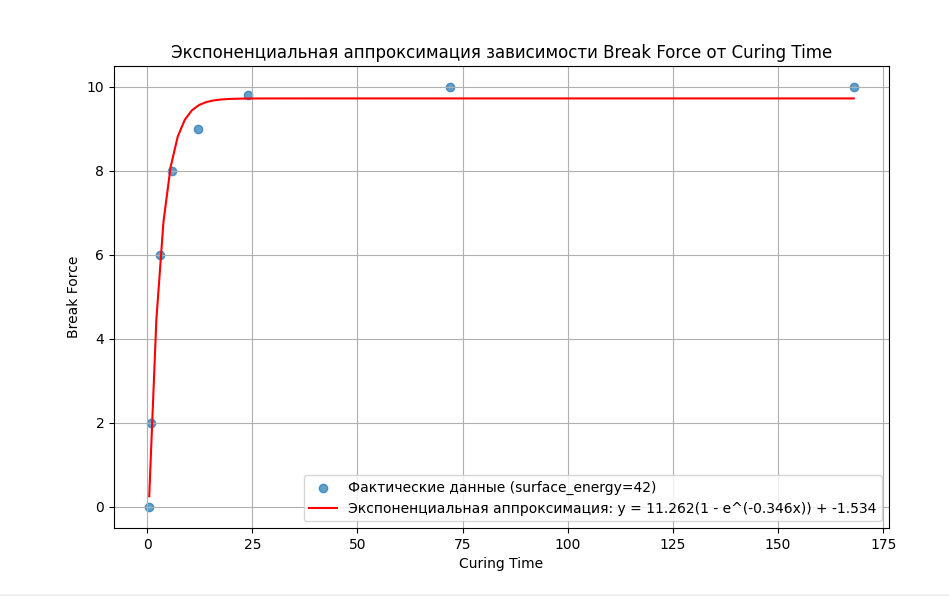 Экспоненциальная аппроксимация зависимости Break Force от Curing Time
10
8
6
4
2
0
Break Force
Фактические данные (surface_energy=42)
Экспоненциальная аппроксимация: y = 11.262(1 - e^(-0.346x)) + -1.534
0 25 50 75 100 125 150 175
Curing Time